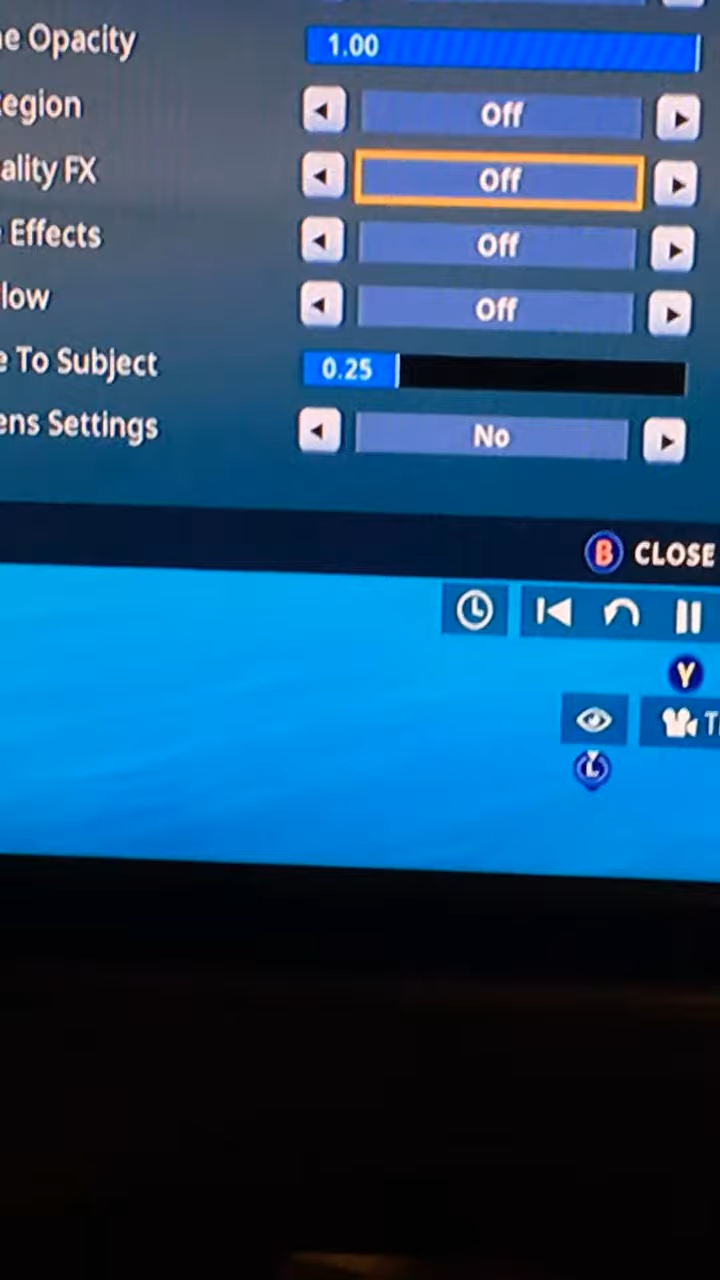 e Opacity 1.00
egion Off
ality FX Off
Effects Off
low Off
e To Subject 0.25
ens Settings No
B CLOSE
Y
L